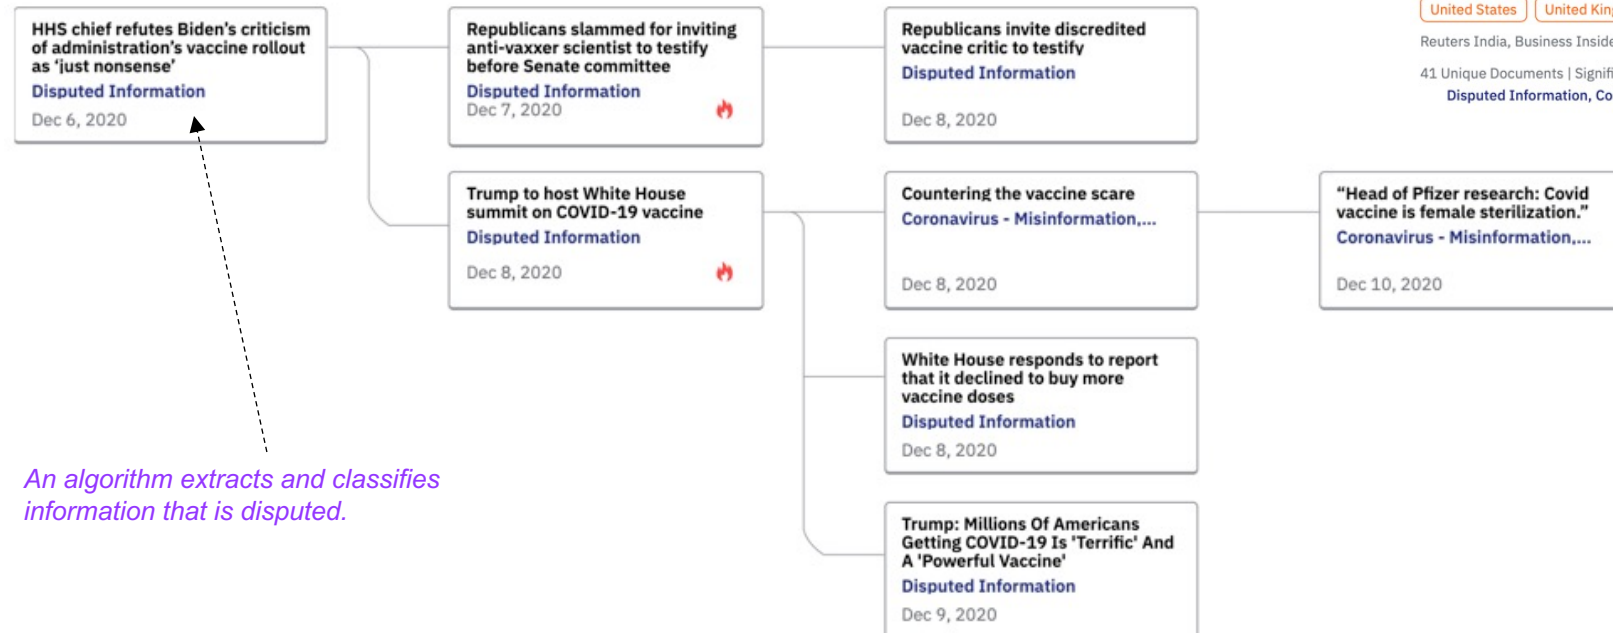 HHS chief refutes Biden's criticism
of administration's vaccine rollout
as ‘just nonsense’
Disputed Information
Dec 6, 2020
Republicans slammed for inviting
anti-vaxxer scientist to testify
before Senate committee
Disputed Information
Dec 7, 2020
Republicans invite discredited
vaccine critic to testify
Disputed Information
Dec 8, 2020
United States
United King
Reuters India, Business Inside
41 Unique Documents | Signifi
Disputed Information, Co
Trump to host White House
summit on COVID-19 vaccine
Disputed Information
Dec 8, 2020
Countering the vaccine scare
Coronavirus - Misinformation,...
Dec 8, 2020
“Head of Pfizer research: Covid
vaccine is female sterilization.”
Coronavirus - Misinformation,...
Dec 10, 2020
White House responds to report
that it declined to buy more
vaccine doses
Disputed Information
Dec 8, 2020
An algorithm extracts and classifies
information that is disputed.
Trump: Millions Of Americans
Getting COVID-19 Is 'Terrific' And
A 'Powerful Vaccine'
Disputed Information
Dec 9, 2020